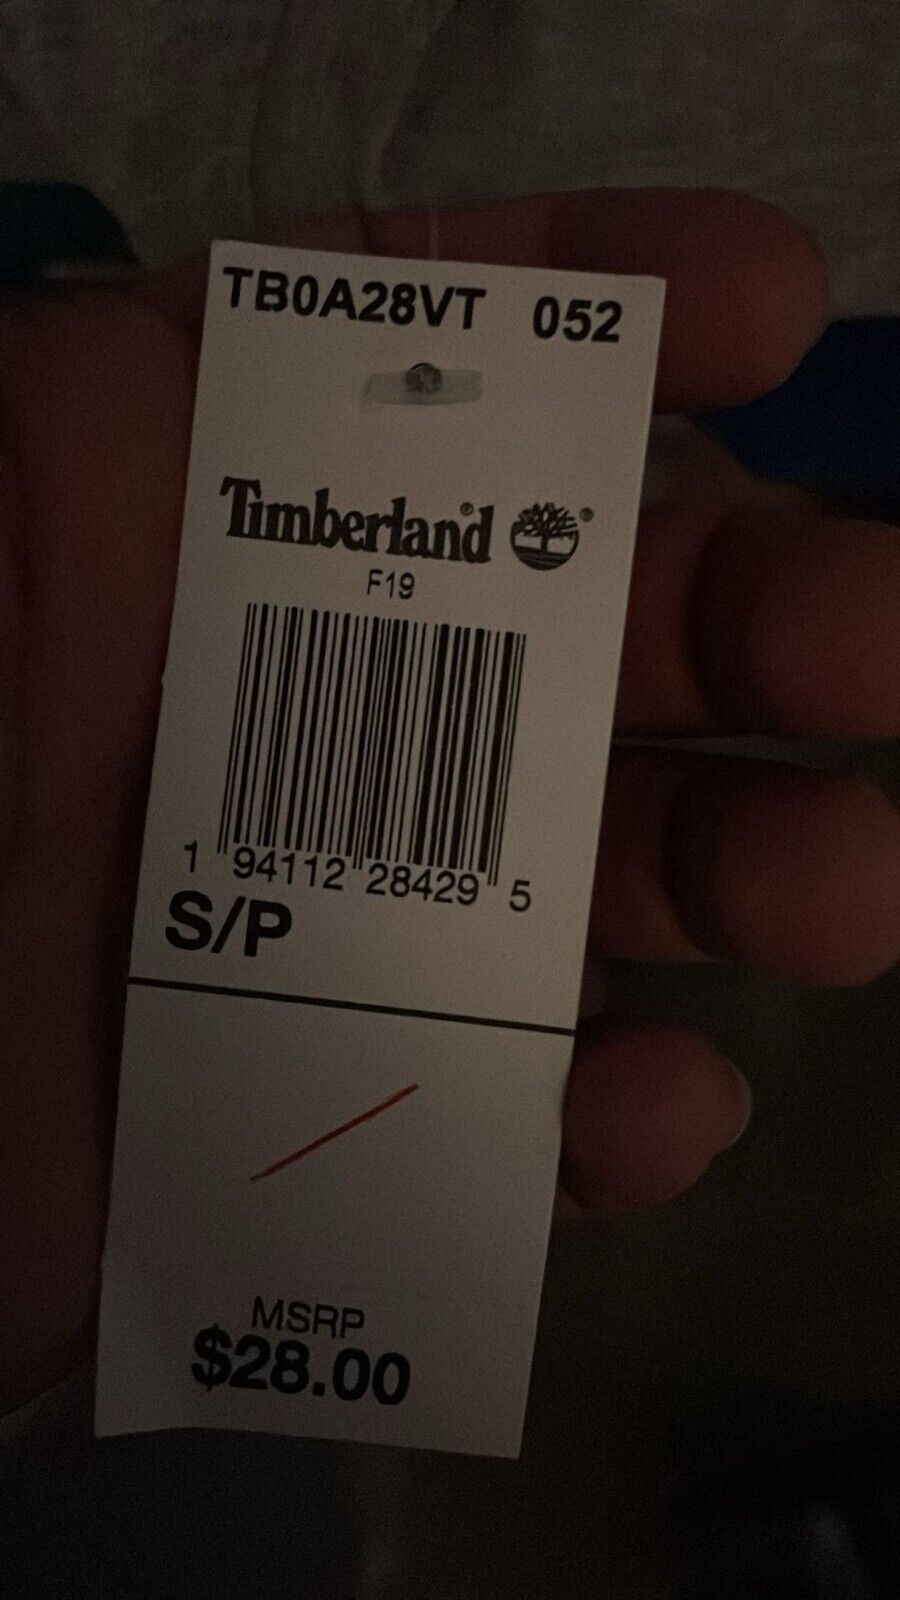 TB0A28VT 052
Timberland® ®
F19
1 94112 28429 5
S/P
MSRP
$28.00